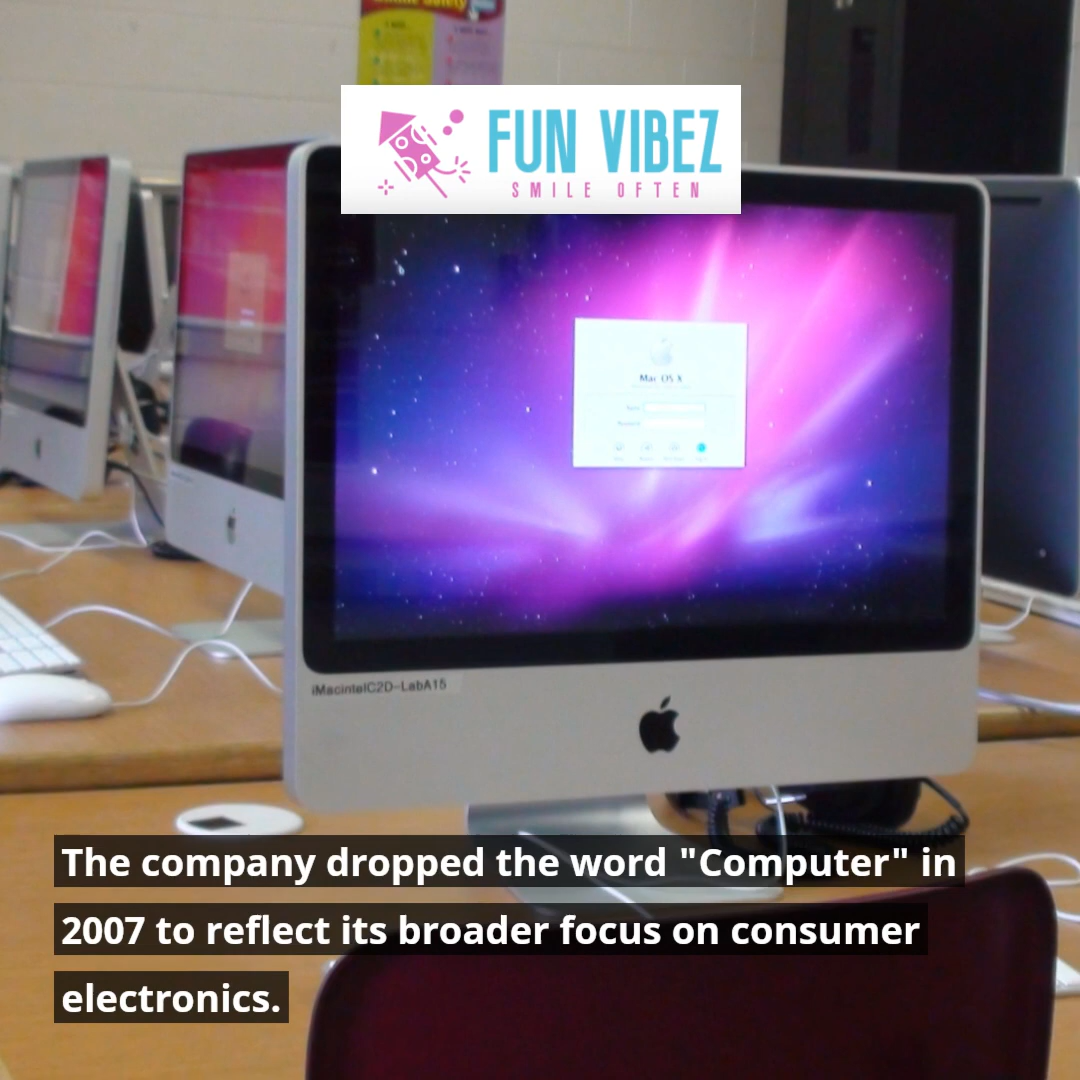 FUN VIBEZ
SMILE OFTEN
Mac OS X
iMacintelC2D-LabA15
The company dropped the word "Computer" in
2007 to reflect its broader focus on consumer
electronics.